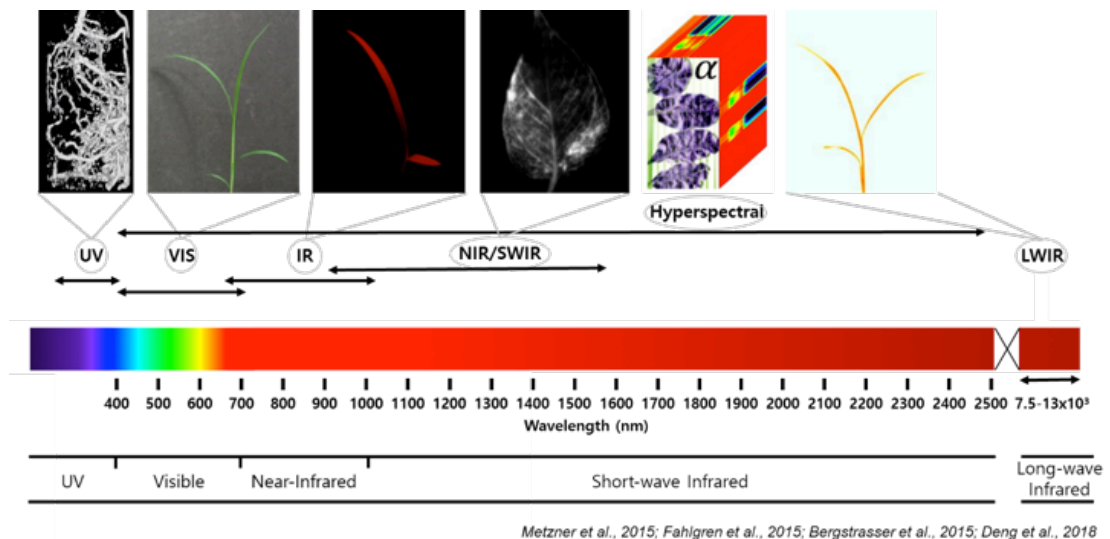 α
Hyperspectral
UV
VIS
IR
NIR/SWIR
LWIR
400 500 600 700 800 900 1000 1100 1200 1300 1400 1500 1600 1700 1800 1900 2000 2100 2200 2300 2400 2500 7.5-13x10³
Wavelength (nm)
UV Visible Near-Infrared Short-wave Infrared Long-wave
Infrared
Metzner et al., 2015; Fahlgren et al., 2015; Bergstrasser et al., 2015; Deng et al., 2018